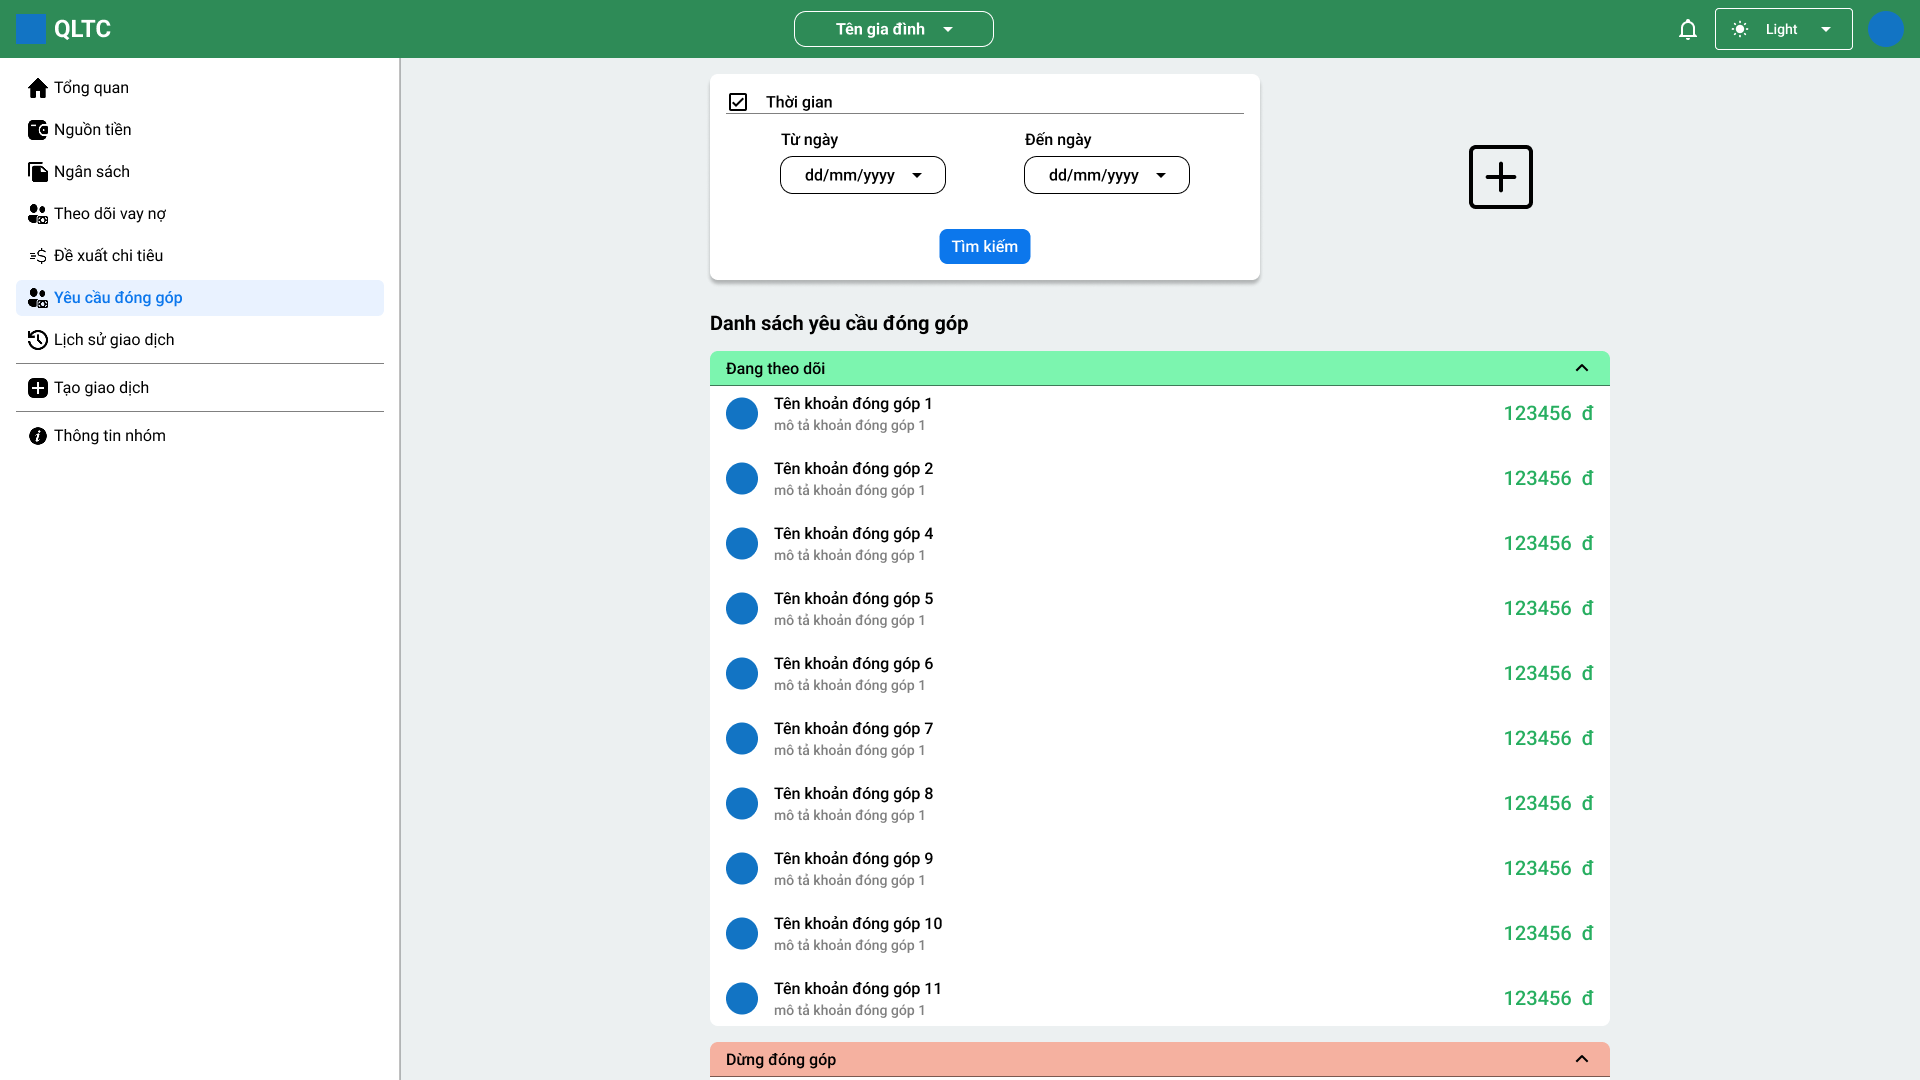 QLTC
Tên gia đình
Light
Tổng quan
Nguồn tiền
Ngân sách
Theo dõi vay nợ
Đề xuất chi tiêu
Yêu cầu đóng góp
Lịch sử giao dịch
Tạo giao dịch
Thông tin nhóm
Thời gian
Từ ngày
Đến ngày
dd/mm/yyyy
dd/mm/yyyy
Tìm kiếm
Danh sách yêu cầu đóng góp
Đang theo dõi
Tên khoản đóng góp 1
mô tả khoản đóng góp 1
123456 đ
Tên khoản đóng góp 2
mô tả khoản đóng góp 1
123456 đ
Tên khoản đóng góp 4
mô tả khoản đóng góp 1
123456 đ
Tên khoản đóng góp 5
mô tả khoản đóng góp 1
123456 đ
Tên khoản đóng góp 6
mô tả khoản đóng góp 1
123456 đ
Tên khoản đóng góp 7
mô tả khoản đóng góp 1
123456 đ
Tên khoản đóng góp 8
mô tả khoản đóng góp 1
123456 đ
Tên khoản đóng góp 9
mô tả khoản đóng góp 1
123456 đ
Tên khoản đóng góp 10
mô tả khoản đóng góp 1
123456 đ
Tên khoản đóng góp 11
mô tả khoản đóng góp 1
123456 đ
Dừng đóng góp